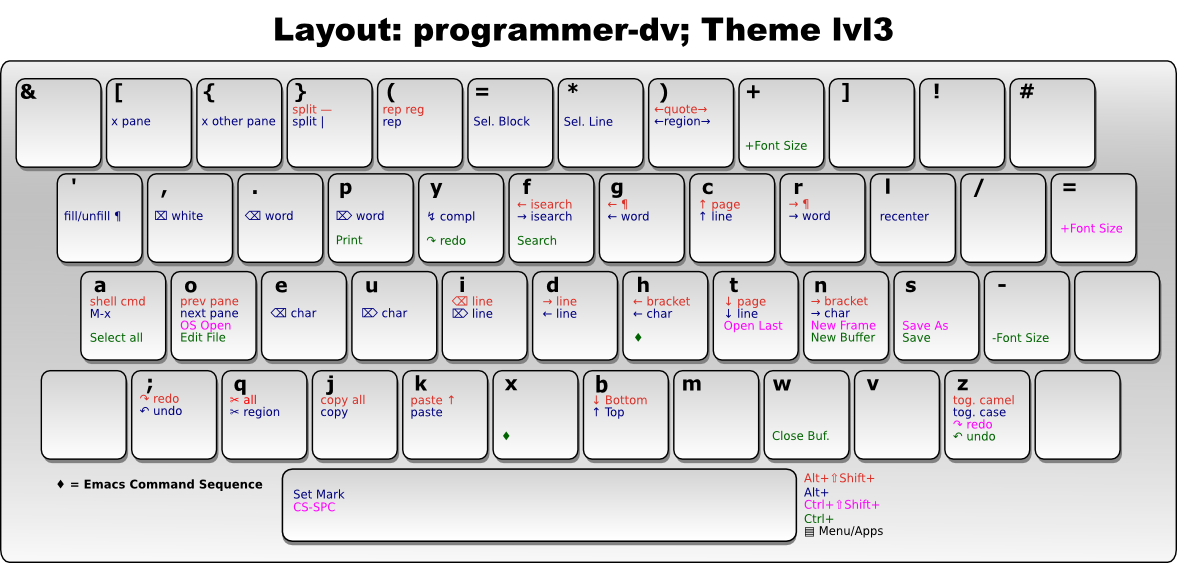 Layout: programmer-dv; Theme lvl3
& [ { } ( = * ) + ] ! #
split — rep reg ←quote→
x pane x other pane split | rep Sel. Block Sel. Line ←region→
+Font Size
' , . p y f g c r l / =
← isearch ← ¶ ↑ page → ¶
fill/unfill ¶ ⌧ white ⌫ word ⌦ word ↯ compl → isearch ← word ↑ line → word recenter
+Font Size
Print ↷ redo Search
a o e u i d h t n s -
shell cmd prev pane ⌫ line → line ← bracket ↓ page → bracket
M-x next pane ⌫ char ⌦ char ⌦ line ← line ← char ↓ line → char
OS Open Open Last New Frame Save As
Select all Edit File ♦ New Buffer Save -Font Size
; q j k x b m w v z
↷ redo ✂ all copy all paste ↑ ↓ Bottom tog. camel
↶ undo ✂ region copy paste ↑ Top tog. case
↷ redo
♦ Close Buf. ↶ undo
♦ = Emacs Command Sequence
Set Mark
CS-SPC
Alt+⇧Shift+
Alt+
Ctrl+⇧Shift+
Ctrl+
▤ Menu/Apps